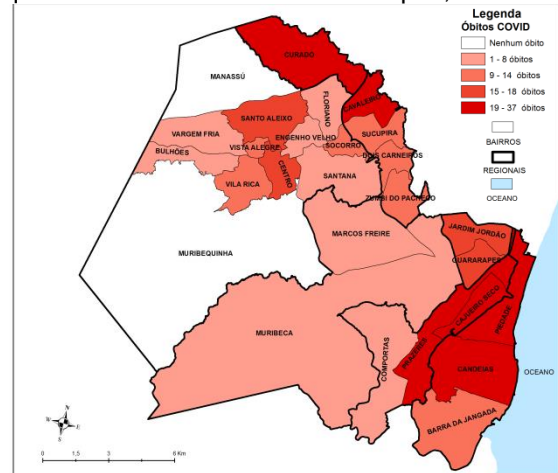 Legenda
Óbitos COVID
Nenhum óbito
1 - 8 óbitos
9 - 14 óbitos
15 - 18 óbitos
19 - 37 óbitos
BAIRROS
REGIONAIS
OCEANO
CURADO
MANASSÚ
CAVALEIRO
FLORIANO
SANTO ALEIXO
SUCUPIRA
VARGEM FRIA
ENGENHO VELHO
SOCORRO
VISTA ALEGRE
BULHÕES
DOIS CARNEIROS
CENTRO
SANTANA
VILA RICA
ZUMBI DO PACHECO
MARCOS FREIRE
JARDIM JORDÃO
MURIBEQUINHA
GUARARAPES
CAJUEIRO SECO
PIEDADE
MURIBECA
COMPORTAS
PRAZERES
CANDEIAS
OCEANO
BARRA DA JANGADA
N
W E
S
0 1,5 3 6 Km